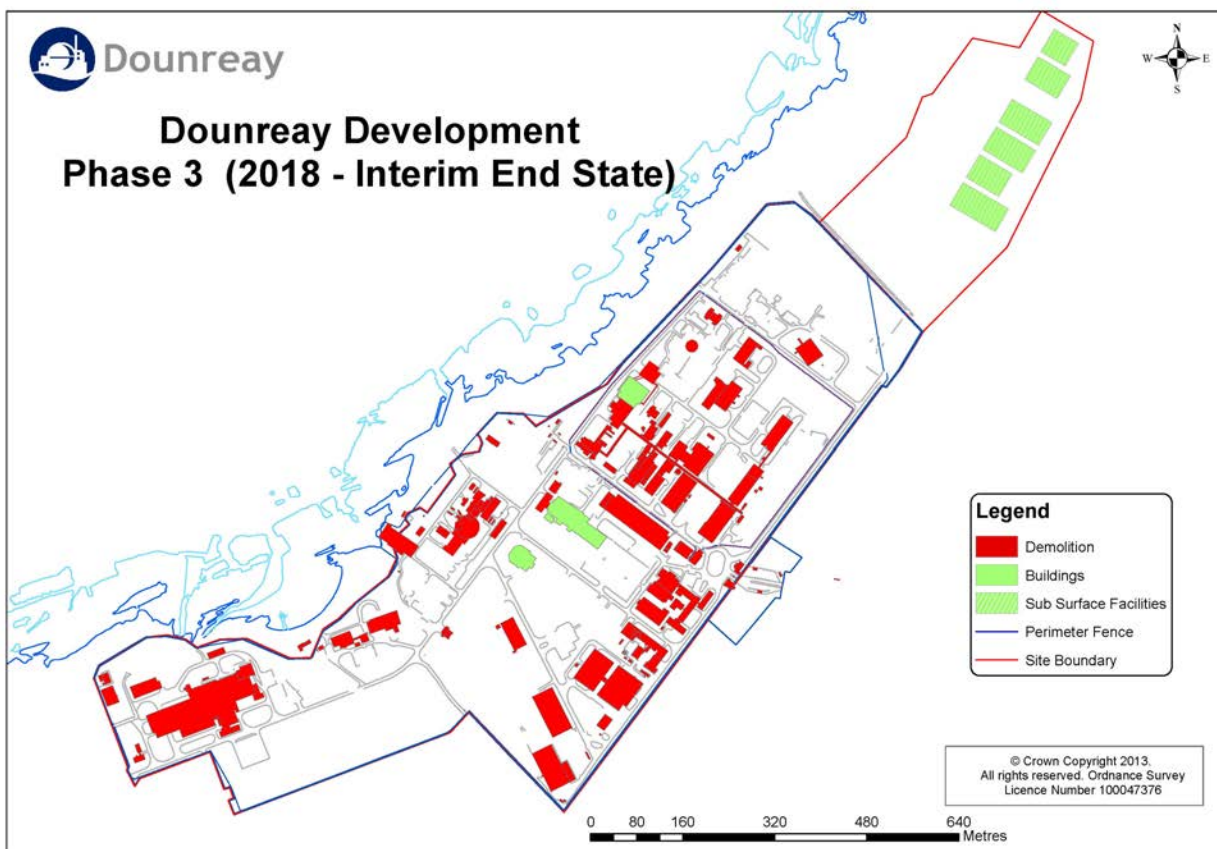 Dounreay
Dounreay Development
Phase 3 (2018 - Interim End State)
N
W E
S
Legend
Demolition
Buildings
Sub Surface Facilities
Perimeter Fence
Site Boundary
© Crown Copyright 2013.
All rights reserved. Ordnance Survey
Licence Number 100047376
0 80 160 320 480 640
Metres